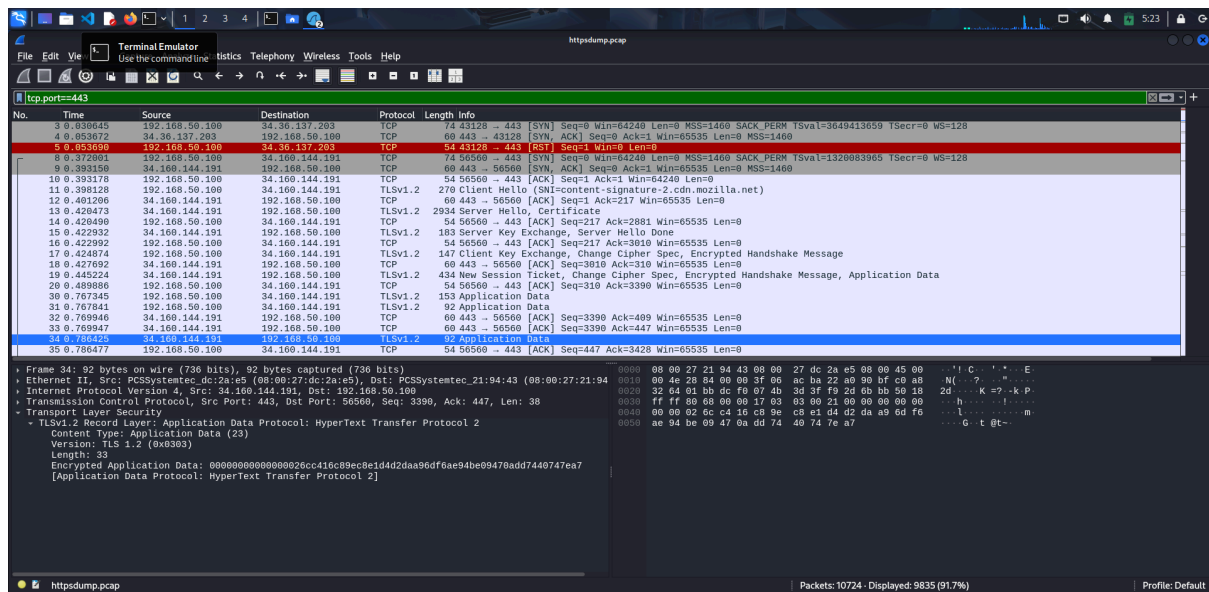 1 2 3 4
2
5:23
httpsdump.pcap
Terminal Emulator
Use the command line
File Edit Vie tistics Telephony Wireless Tools Help
tcp.port==443
No. Time Source Destination Protocol Length Info
3 0.030645 192.168.50.100 34.36.137.203 TCP 74 43128 → 443 [SYN] Seq=0 Win=64240 Len=0 MSS=1460 SACK_PERM TSval=3649413659 TSecr=0 WS=128
4 0.053672 34.36.137.203 192.168.50.100 TCP 60 443 → 43128 [SYN, ACK] Seq=0 Ack=1 Win=65535 Len=0 MSS=1460
5 0.053690 192.168.50.100 34.36.137.203 TCP 54 43128 → 443 [RST] Seq=1 Win=0 Len=0
8 0.372001 192.168.50.100 34.160.144.191 TCP 74 56560 → 443 [SYN] Seq=0 Win=64240 Len=0 MSS=1460 SACK_PERM TSval=1320083965 TSecr=0 WS=128
9 0.393150 34.160.144.191 192.168.50.100 TCP 60 443 → 56560 [SYN, ACK] Seq=0 Ack=1 Win=65535 Len=0 MSS=1460
10 0.393178 192.168.50.100 34.160.144.191 TCP 54 56560 → 443 [ACK] Seq=1 Ack=1 Win=64240 Len=0
11 0.398128 192.168.50.100 34.160.144.191 TLSv1.2 270 Client Hello (SNI=content-signature-2.cdn.mozilla.net)
12 0.401206 34.160.144.191 192.168.50.100 TCP 60 443 → 56560 [ACK] Seq=1 Ack=217 Win=65535 Len=0
13 0.420473 34.160.144.191 192.168.50.100 TLSv1.2 2934 Server Hello, Certificate
14 0.420490 192.168.50.100 34.160.144.191 TCP 54 56560 → 443 [ACK] Seq=217 Ack=2881 Win=65535 Len=0
15 0.422932 34.160.144.191 192.168.50.100 TLSv1.2 183 Server Key Exchange, Server Hello Done
16 0.422992 192.168.50.100 34.160.144.191 TCP 54 56560 → 443 [ACK] Seq=217 Ack=3010 Win=65535 Len=0
17 0.424874 192.168.50.100 34.160.144.191 TLSv1.2 147 Client Key Exchange, Change Cipher Spec, Encrypted Handshake Message
18 0.427692 34.160.144.191 192.168.50.100 TCP 60 443 → 56560 [ACK] Seq=3010 Ack=310 Win=65535 Len=0
19 0.445224 34.160.144.191 192.168.50.100 TLSv1.2 434 New Session Ticket, Change Cipher Spec, Encrypted Handshake Message, Application Data
20 0.489886 192.168.50.100 34.160.144.191 TCP 54 56560 → 443 [ACK] Seq=310 Ack=3390 Win=65535 Len=0
30 0.767345 192.168.50.100 34.160.144.191 TLSv1.2 153 Application Data
31 0.767841 192.168.50.100 34.160.144.191 TLSv1.2 92 Application Data
32 0.769946 34.160.144.191 192.168.50.100 TCP 60 443 → 56560 [ACK] Seq=3390 Ack=409 Win=65535 Len=0
33 0.769947 34.160.144.191 192.168.50.100 TCP 60 443 → 56560 [ACK] Seq=3390 Ack=447 Win=65535 Len=0
34 0.786425 34.160.144.191 192.168.50.100 TLSv1.2 92 Application Data
35 0.786477 192.168.50.100 34.160.144.191 TCP 54 56560 → 443 [ACK] Seq=447 Ack=3428 Win=65535 Len=0
Frame 34: 92 bytes on wire (736 bits), 92 bytes captured (736 bits)
Ethernet II, Src: PCSSystemtec_dc:2a:e5 (08:00:27:dc:2a:e5), Dst: PCSSystemtec_21:94:43 (08:00:27:21:94
Internet Protocol Version 4, Src: 34.160.144.191, Dst: 192.168.50.100
Transmission Control Protocol, Src Port: 443, Dst Port: 56560, Seq: 3390, Ack: 447, Len: 38
Transport Layer Security
TLSv1.2 Record Layer: Application Data Protocol: HyperText Transfer Protocol 2
Content Type: Application Data (23)
Version: TLS 1.2 (0x0303)
Length: 33
Encrypted Application Data: 00000000000000026cc416c89ec8e1d4d2daa96df6ae94be09470add7440747ea7
[Application Data Protocol: HyperText Transfer Protocol 2]
0000 08 00 27 21 94 43 08 00 27 dc 2a e5 08 00 45 00 ··'!·C·· '·*···E·
0010 00 4e 28 84 00 00 3f 06 ac ba 22 a0 90 bf c0 a8 ·N(···?· ··"·····
0020 32 64 01 bb dc f0 07 4b 3d 3f f9 2d 6b bb 50 18 2d·····K =?·-k·P·
0030 ff ff 80 68 00 00 17 03 03 00 21 00 00 00 00 00 ···h···· ··!·····
0040 00 00 02 6c c4 16 c8 9e c8 e1 d4 d2 da a9 6d f6 ···l···· ······m·
0050 ae 94 be 09 47 0a dd 74 40 74 7e a7 ····G··t @t~·
httpsdump.pcap
Packets: 10724 · Displayed: 9835 (91.7%)
Profile: Default